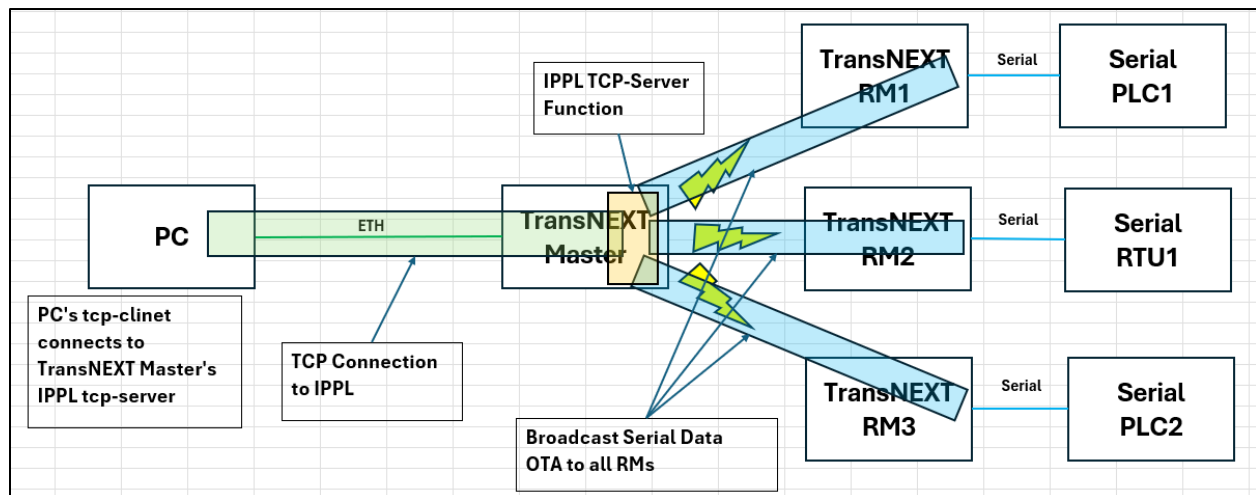 IPPL TCP-Server
Function
TransNEXT
RM1
Serial
Serial
PLC1
PC
ETH
TransNEXT
Master
TransNEXT
RM2
Serial
Serial
RTU1
PC's tcp-clinet
connects to
TransNEXT Master's
IPPL tcp-server
TCP Connection
to IPPL
Broadcast Serial Data
OTA to all RMs
TransNEXT
RM3
Serial
Serial
PLC2